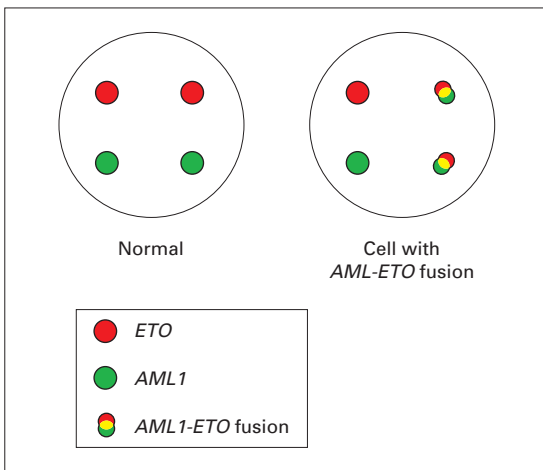 Normal
Cell with
AML-ETO fusion
ETO
AML1
AML1-ETO fusion